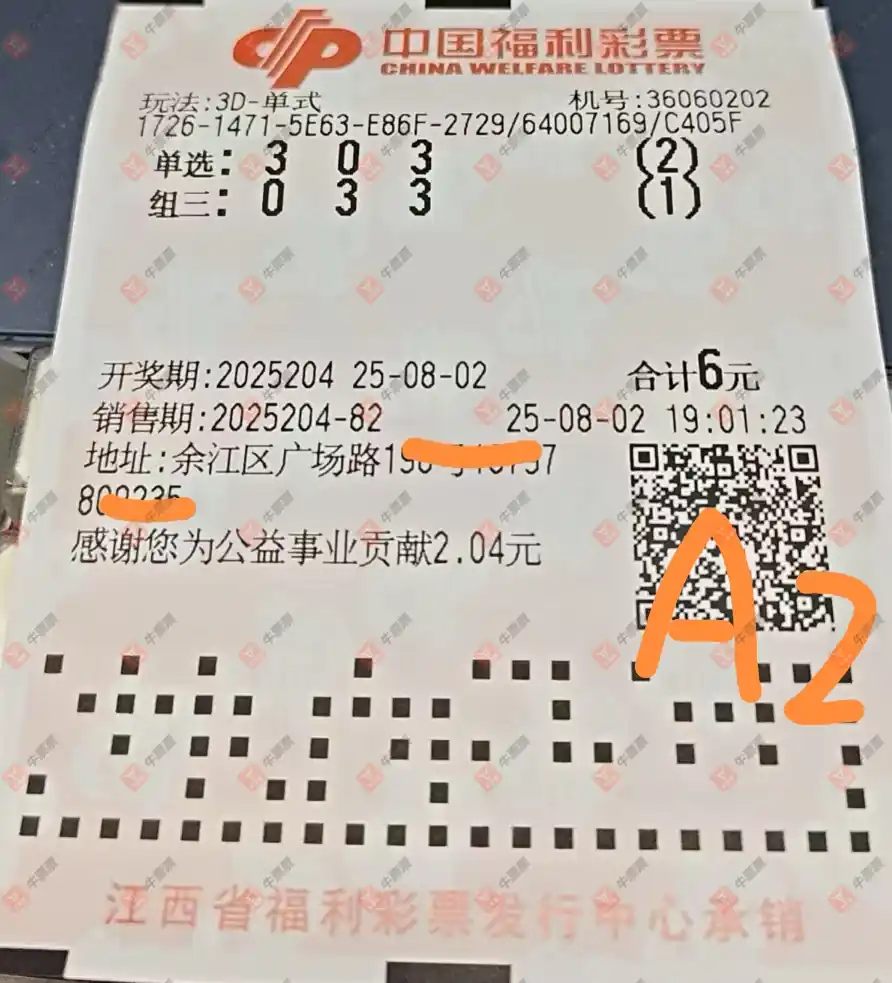 中国福利彩票
CHINA WELFARE LOTTERY
玩法:3D-单式 机号:36060202
1726-1471-5E63-E86F-2729/64007169/C405F
单选: 3 0 3 (2)
组三: 0 3 3 (1)
开奖期:2025204 25-08-02 合计6元
销售期:2025204-82 25-08-02 19:01:23
地址:余江区广场路
感谢您为公益事业贡献2.04元
A2
江西省福利彩票发行中心承销